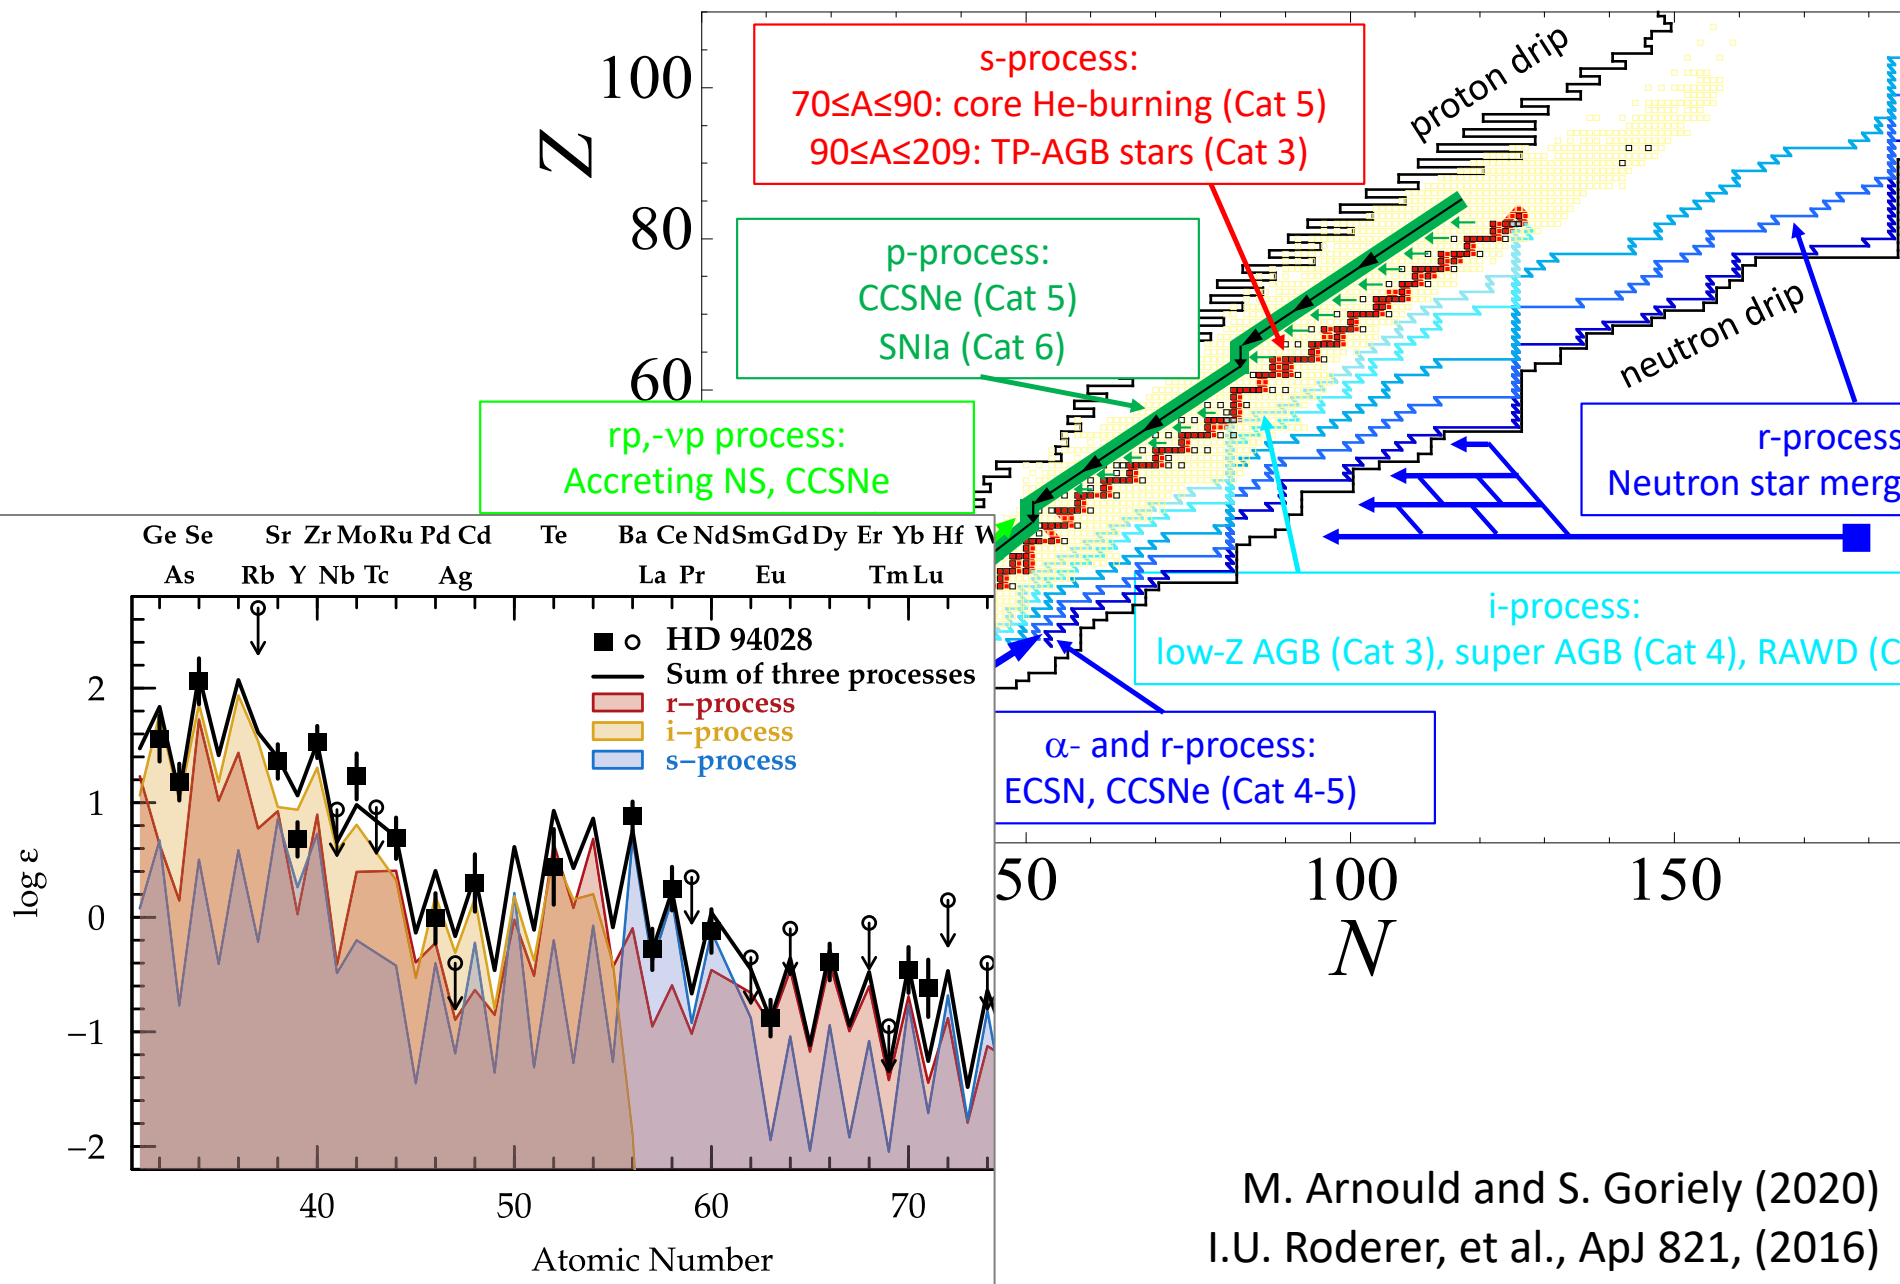 100
Z
80
60
proton drip
neutron drip
s-process:
70≤A≤90: core He-burning (Cat 5)
90≤A≤209: TP-AGB stars (Cat 3)
p-process:
CCSNe (Cat 5)
SNIa (Cat 6)
rp,-νp process:
Accreting NS, CCSNe
r-process
Neutron star merg
i-process:
low-Z AGB (Cat 3), super AGB (Cat 4), RAWD (C
α- and r-process:
ECSN, CCSNe (Cat 4-5)
50 100 150
N
Ge Se Sr Zr Mo Ru Pd Cd Te Ba Ce Nd Sm Gd Dy Er Yb Hf W
As Rb Y Nb Tc Ag La Pr Eu Tm Lu
HD 94028
Sum of three processes
r–process
i–process
s–process
2
1
0
−1
−2
log ε
40 50 60 70
Atomic Number
M. Arnould and S. Goriely (2020)
I.U. Roderer, et al., ApJ 821, (2016)